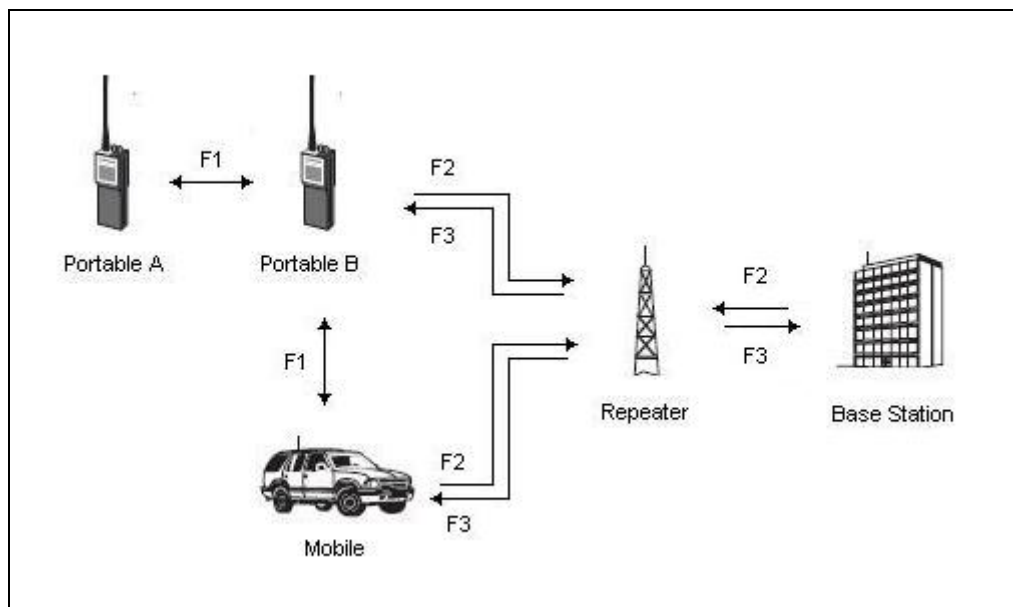 F1
F2
F3
Portable A
Portable B
F2
F3
F1
Repeater
Base Station
F2
F3
Mobile